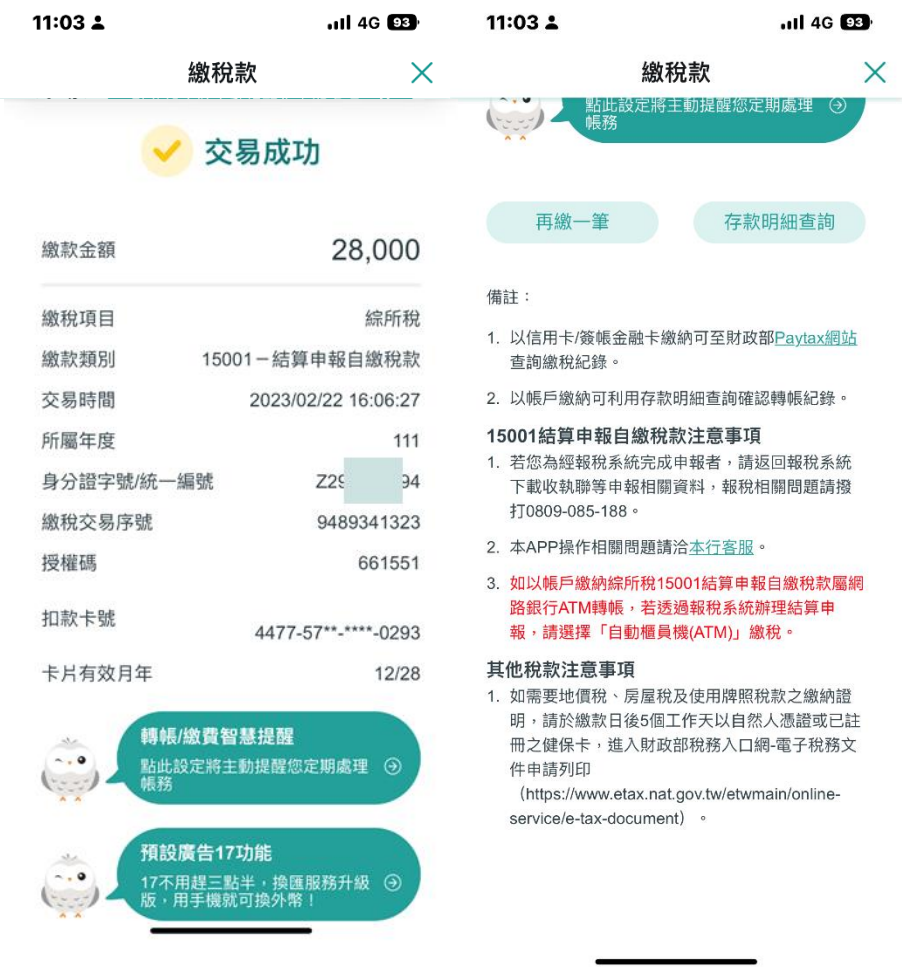 11:03
4G 93
繳稅款
交易成功
繳款金額 28,000
繳稅項目 綜所稅
繳款類別 15001－結算申報自繳稅款
交易時間 2023/02/22 16:06:27
所屬年度 111
身分證字號/統一編號 Z29 94
繳稅交易序號 9489341323
授權碼 661551
扣款卡號 4477-57**-****-0293
卡片有效月年 12/28
轉帳/繳費智慧提醒
點此設定將主動提醒您定期處理
帳務
預設廣告17功能
17不用趕三點半，換匯服務升級
版，用手機就可換外幣！
11:03
4G 93
繳稅款
點此設定將主動提醒您定期處理
帳務
再繳一筆
存款明細查詢
備註：
1. 以信用卡/簽帳金融卡繳納可至財政部Paytax網站
查詢繳稅紀錄。
2. 以帳戶繳納可利用存款明細查詢確認轉帳紀錄。
15001結算申報自繳稅款注意事項
1. 若您為經報稅系統完成申報者，請返回報稅系統
下載收執聯等申報相關資料，報稅相關問題請撥
打0809-085-188。
2. 本APP操作相關問題請洽本行客服。
3. 如以帳戶繳納綜所稅15001結算申報自繳稅款屬網
路銀行ATM轉帳，若透過報稅系統辦理結算申
報，請選擇「自動櫃員機(ATM)」繳稅。
其他稅款注意事項
1. 如需要地價稅、房屋稅及使用牌照稅款之繳納證
明，請於繳款日後5個工作天以自然人憑證或已註
冊之健保卡，進入財政部稅務入口網-電子稅務文
件申請列印
（https://www.etax.nat.gov.tw/etwmain/online-
service/e-tax-document）。